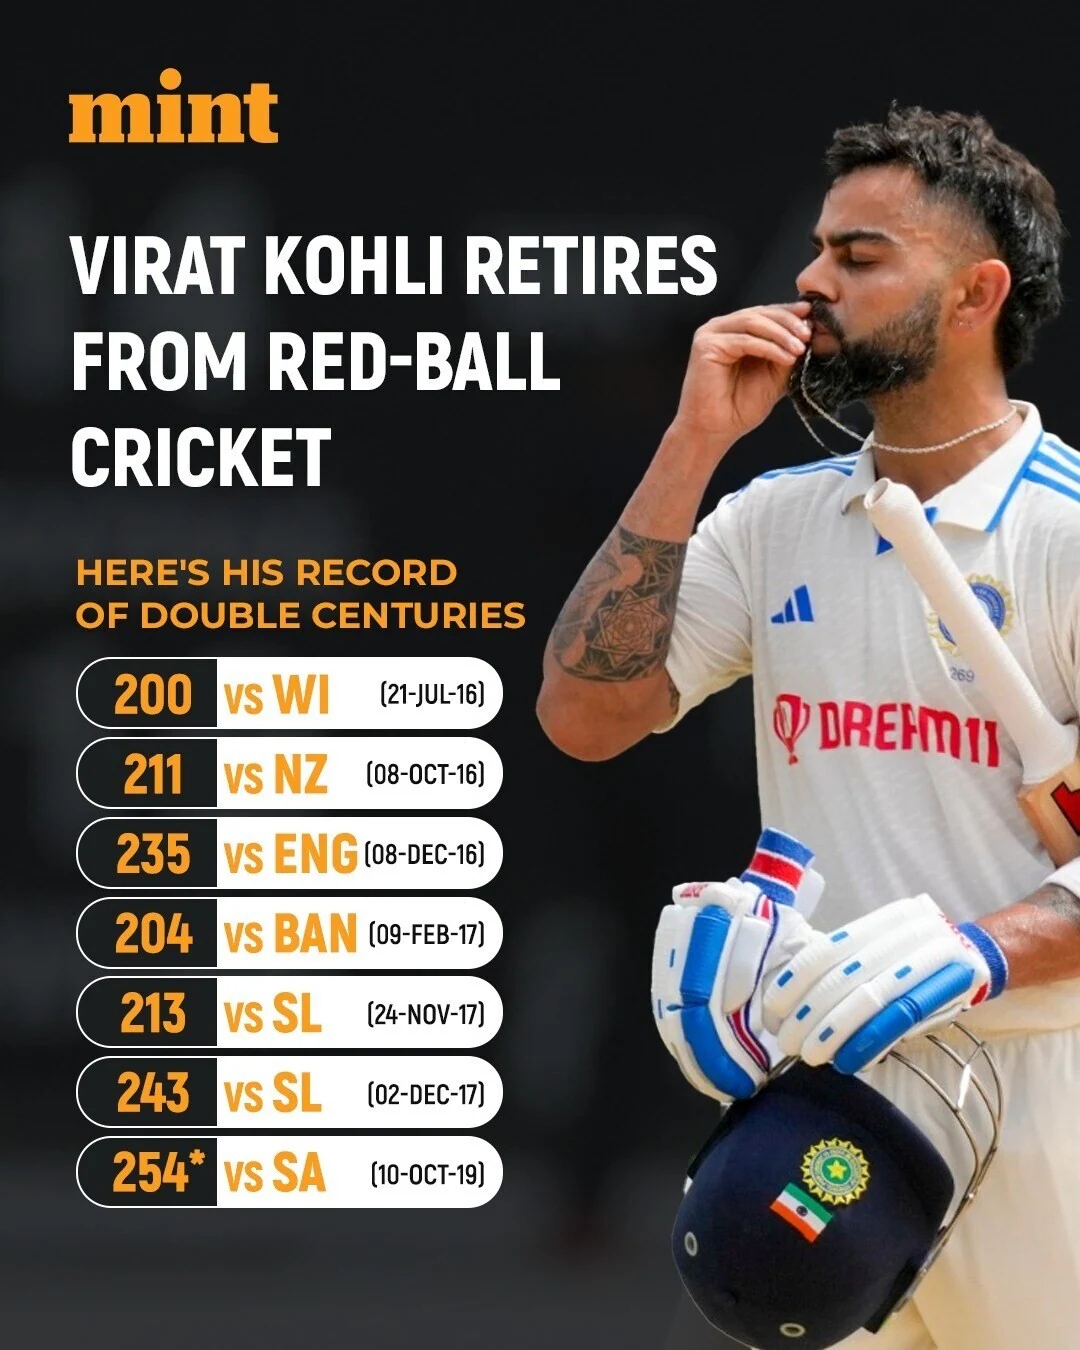 mint
VIRAT KOHLI RETIRES
FROM RED-BALL
CRICKET
HERE'S HIS RECORD
OF DOUBLE CENTURIES
200 VS WI (21-JUL-16)
211 VS NZ (08-OCT-16)
235 VS ENG (08-DEC-16)
204 VS BAN (09-FEB-17)
213 VS SL (24-NOV-17)
243 VS SL (02-DEC-17)
254* VS SA (10-OCT-19)
269
DREAM11